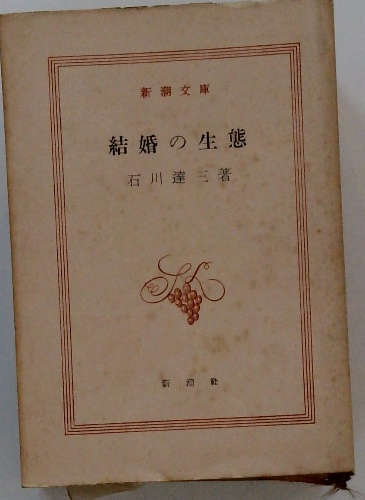 新潮文庫
結婚の生態
石川達三著
新潮社